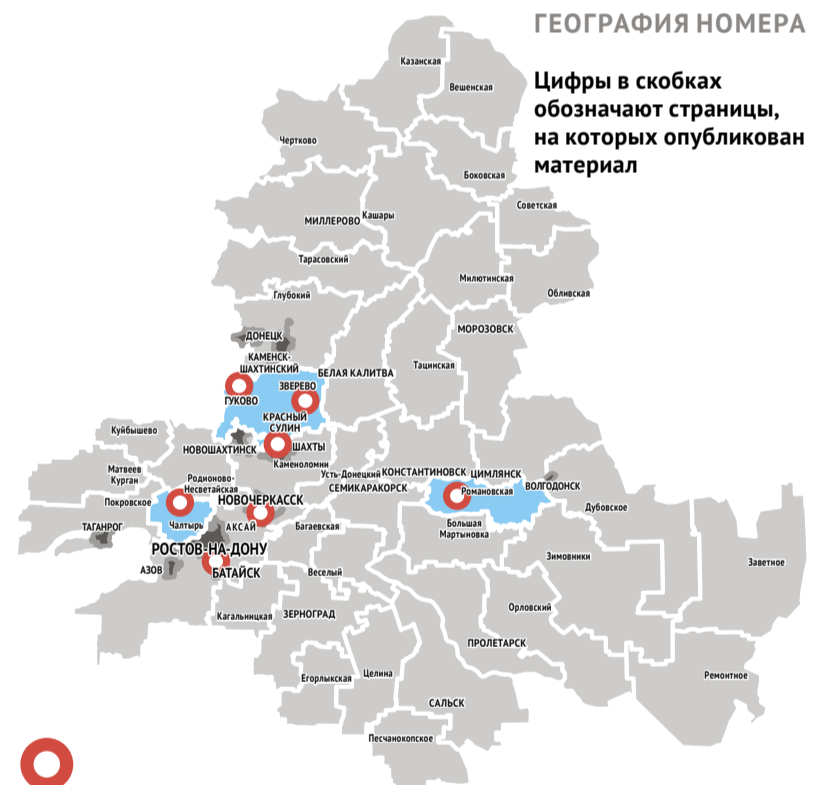 ГЕОГРАФИЯ НОМЕРА
Цифры в скобках
обозначают страницы,
на которых опубликован
материал
Казанская
Вешенская
Чертково
Боковская
Советская
МИЛЛЕРОВО
Кашары
Тарасовский
Милютинская
Обливская
Глубокий
МОРОЗОВСК
ДОНЕЦК
КАМЕНСК-
ШАХТИНСКИЙ
БЕЛАЯ КАЛИТВА
Тацинская
ЗВЕРЕВО
ГУКОВО
КРАСНЫЙ
СУЛИН
Куйбышево
НОВОШАХТИНСК
ШАХТЫ
Каменоломни
Матвеев
Курган
Родионово-
Несветайская
Усть-Донецкий
КОНСТАНТИНОВСК
ЦИМЛЯНСК
СЕМИКАРАКОРСК
Романовская
ВОЛГОДОНСК
Покровское
НОВОЧЕРКАССК
Дубовское
ТАГАНРОГ
Чалтырь
АКСАЙ
Багаевская
Большая
Мартыновка
РОСТОВ-НА-ДОНУ
Зимовники
Заветное
АЗОВ
БАТАЙСК
Веселый
Кагальницкая
ЗЕРНОГРАД
Орловский
ПРОЛЕТАРСК
Егорлыкская
Целина
Ремонтное
САЛЬСК
Песчанокопское